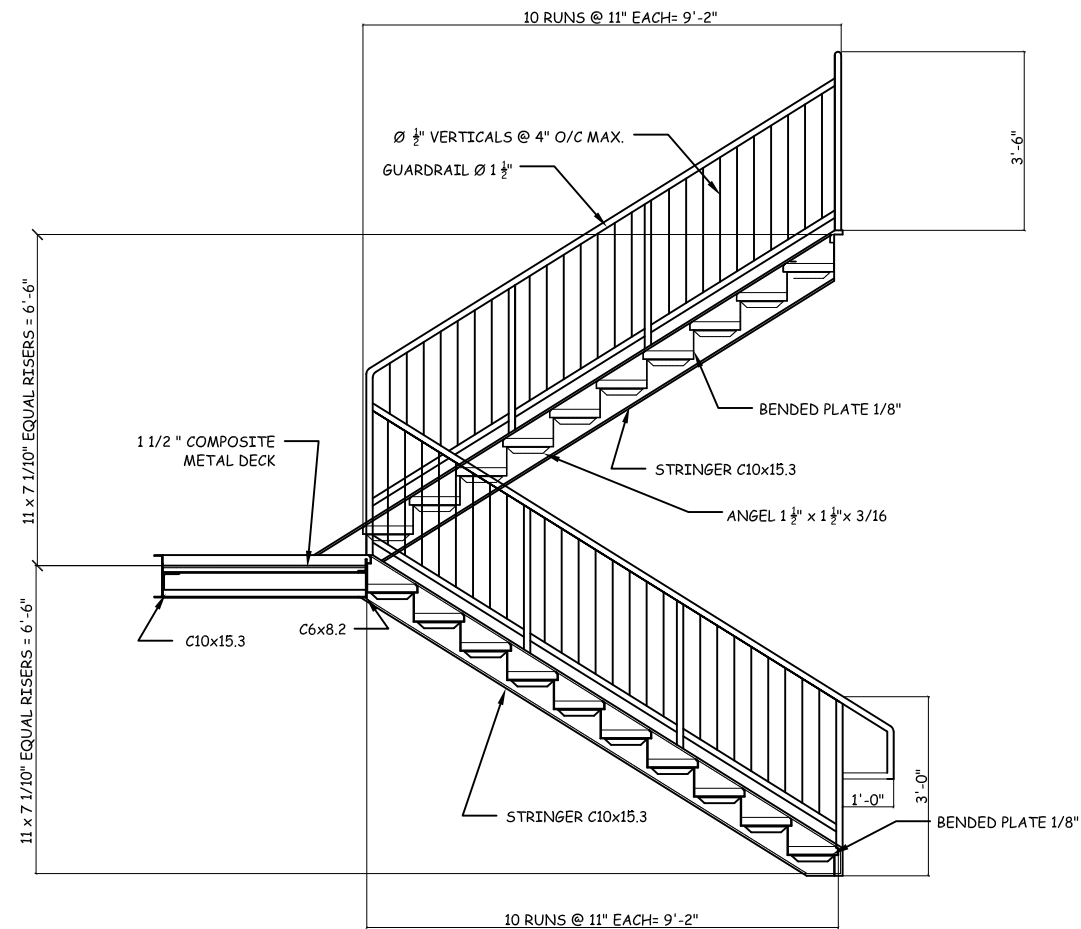 10 RUNS @ 11" EACH= 9'-2"
Ø 1/2" VERTICALS @ 4" O/C MAX.
GUARDRAIL Ø 1 1/2"
3'-6"
11 x 7 1/10" EQUAL RISERS = 6'-6"
BENDED PLATE 1/8"
1 1/2 " COMPOSITE
METAL DECK
STRINGER C10x15.3
ANGEL 1 1/2" x 1 1/2"x 3/16
C10x15.3
C6x8.2
11 x 7 1/10" EQUAL RISERS = 6'-6"
1'-0"
3'-0"
STRINGER C10x15.3
BENDED PLATE 1/8"
10 RUNS @ 11" EACH= 9'-2"